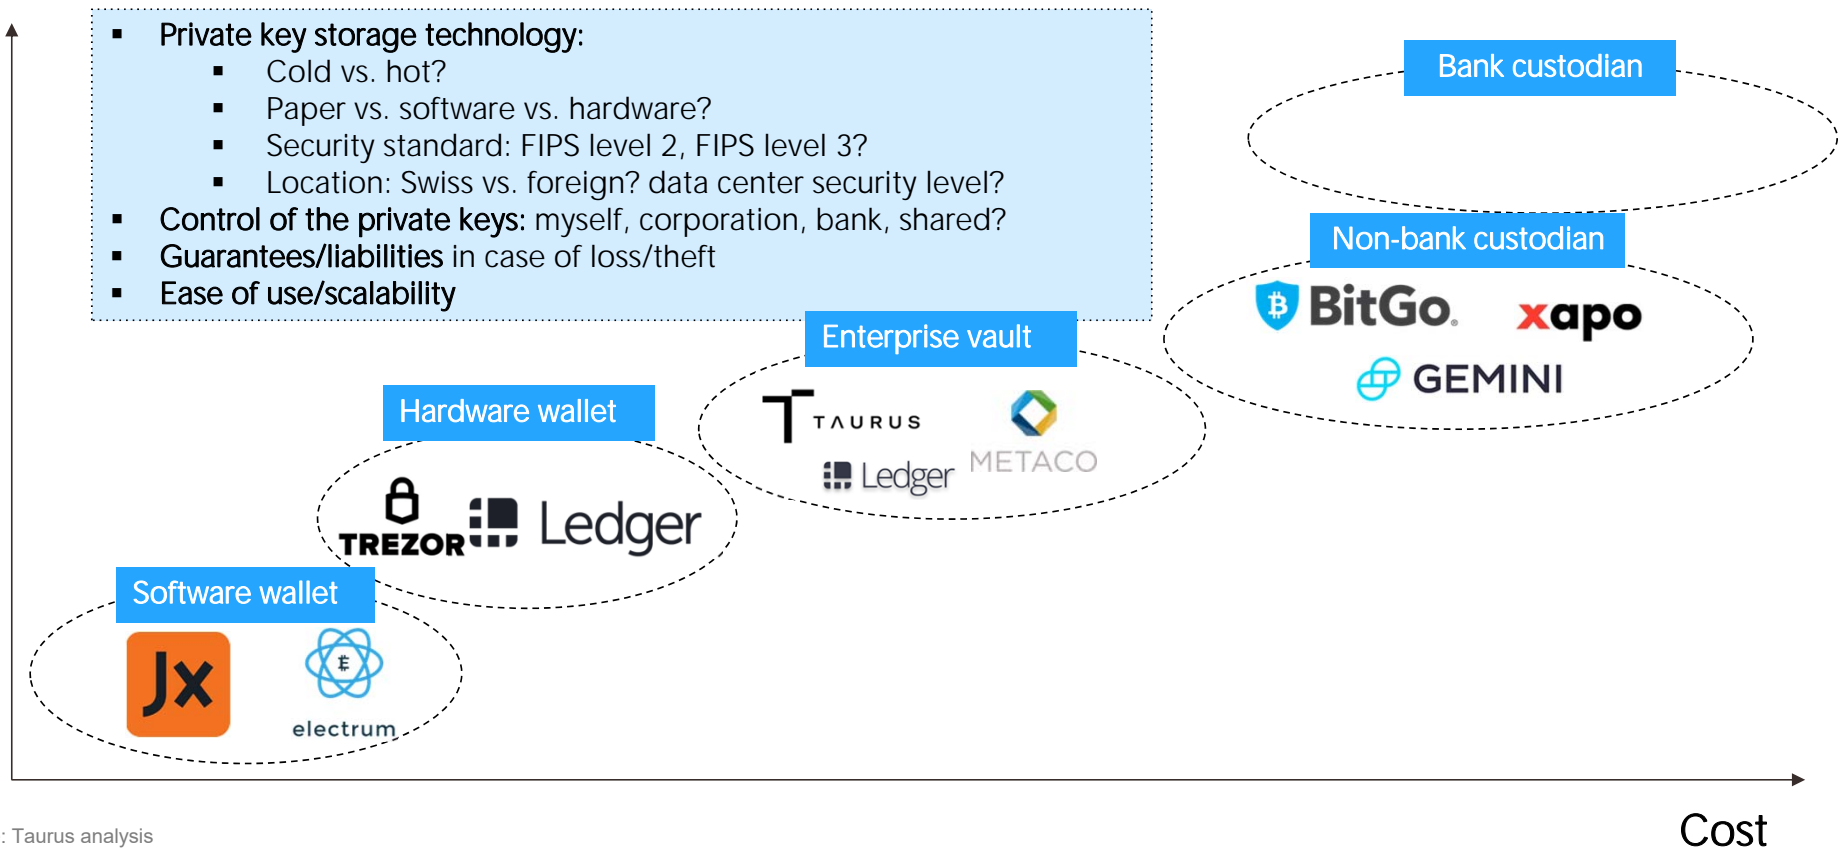 Private key storage technology:
Cold vs. hot?
Paper vs. software vs. hardware?
Security standard: FIPS level 2, FIPS level 3?
Location: Swiss vs. foreign? data center security level?
Control of the private keys: myself, corporation, bank, shared?
Guarantees/liabilities in case of loss/theft
Ease of use/scalability
Bank custodian
Non-bank custodian
BitGo®
xapo
GEMINI
Enterprise vault
TAURUS
METACO
Ledger
Hardware wallet
TREZOR
Ledger
Software wallet
Jx
electrum
Cost
: Taurus analysis